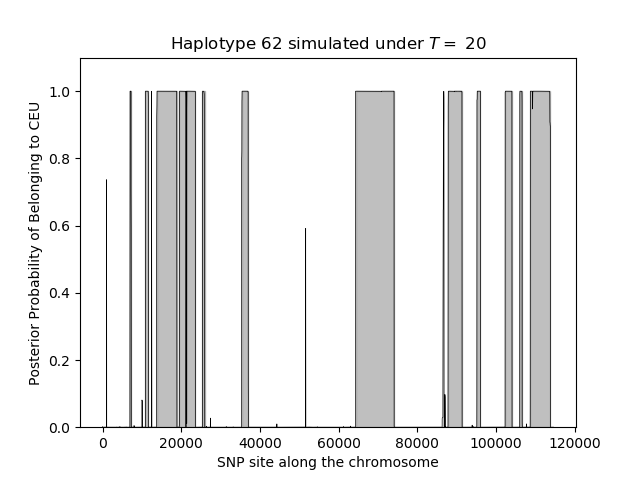 Haplotype 62 simulated under T = 20
Posterior Probability of Belonging to CEU
1.0
0.8
0.6
0.4
0.2
0.0
0 20000 40000 60000 80000 100000 120000
SNP site along the chromosome